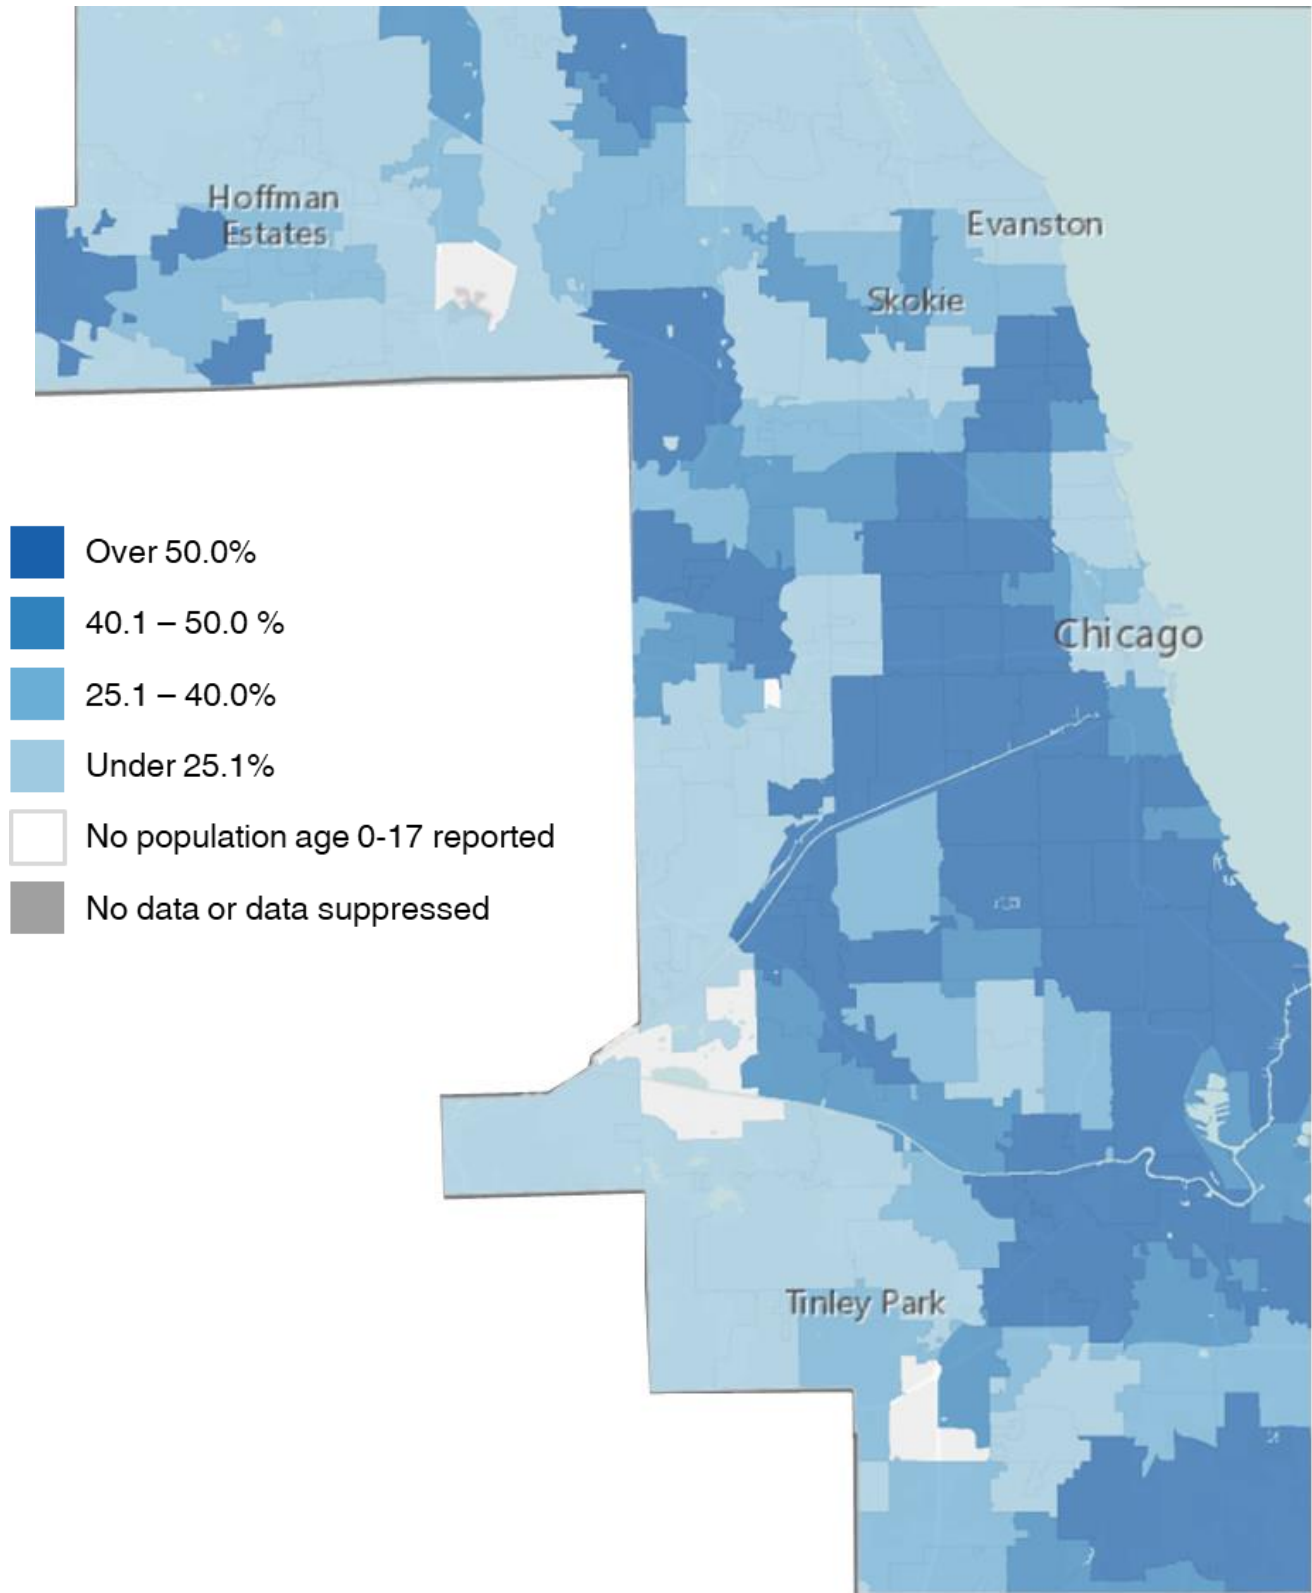 Hoffman
Estates
Evanston
Skokie
Over 50.0%
40.1 – 50.0 %
25.1 – 40.0%
Under 25.1%
No population age 0-17 reported
No data or data suppressed
Chicago
Tinley Park